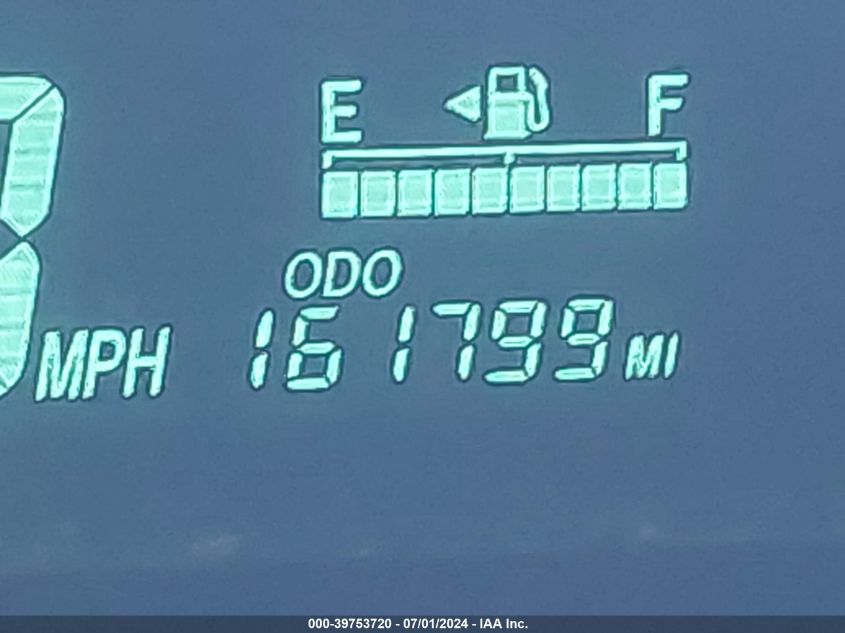 E F
ODO
MPH 161799 MI
000-39753720 - 07/01/2024 - IAA Inc.